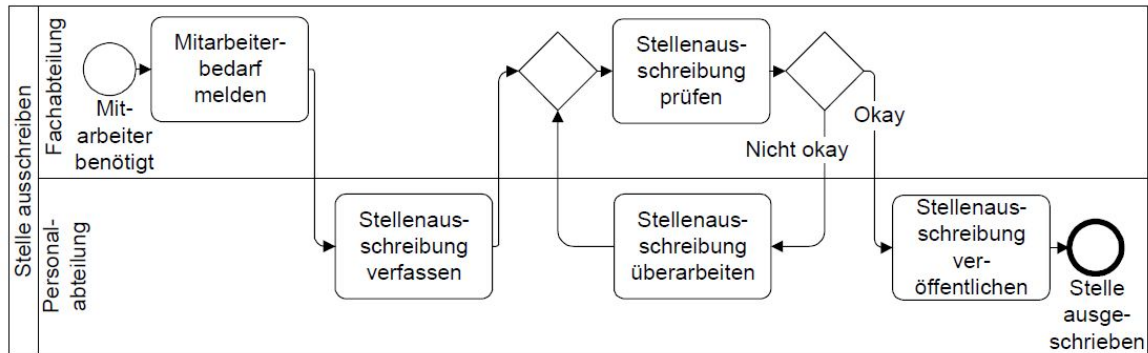 Stelle ausschreiben
Fachabteilung
Mit-
arbeiter
benötigt
Mitarbeiter-
bedarf
melden
Stellenaus-
schreibung
prüfen
Okay
Nicht okay
Personal-
abteilung
Stellenaus-
schreibung
verfassen
Stellenaus-
schreibung
überarbeiten
Stellenaus-
schreibung
ver-
öffentlichen
Stelle
ausge-
schrieben